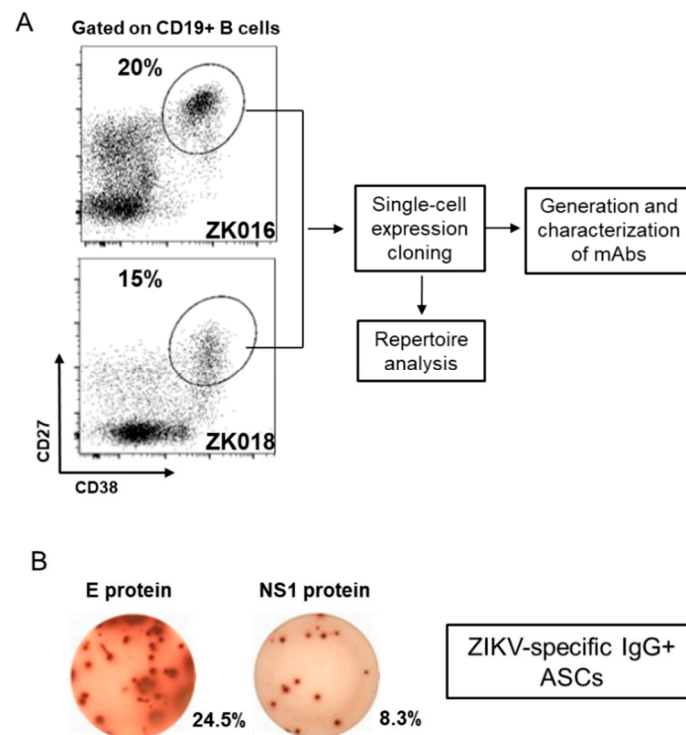 A
Gated on CD19+ B cells
20%
ZK016
15%
ZK018
CD27
CD38
Single-cell
expression
cloning
Generation and
characterization
of mAbs
Repertoire
analysis
B
E protein
24.5%
NS1 protein
8.3%
ZIKV-specific IgG+
ASCs